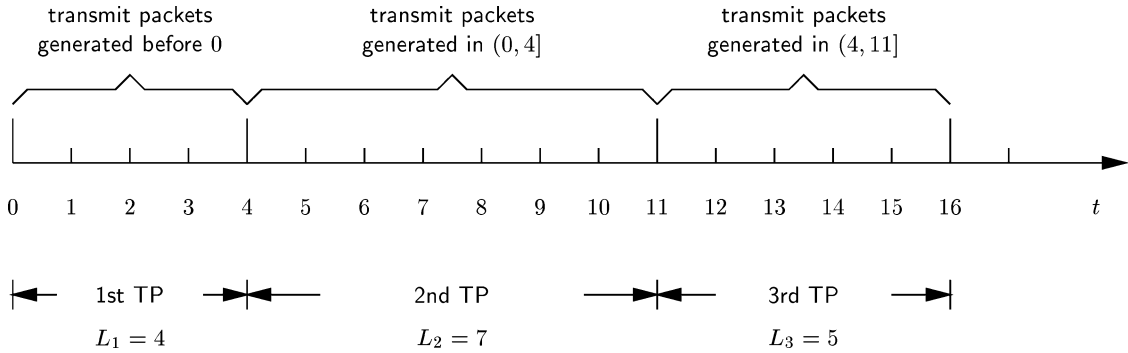 transmit packets
generated before 0
transmit packets
generated in (0, 4]
transmit packets
generated in (4, 11]
0 1 2 3 4 5 6 7 8 9 10 11 12 13 14 15 16 t
1st TP 2nd TP 3rd TP
L₁ = 4 L₂ = 7 L₃ = 5